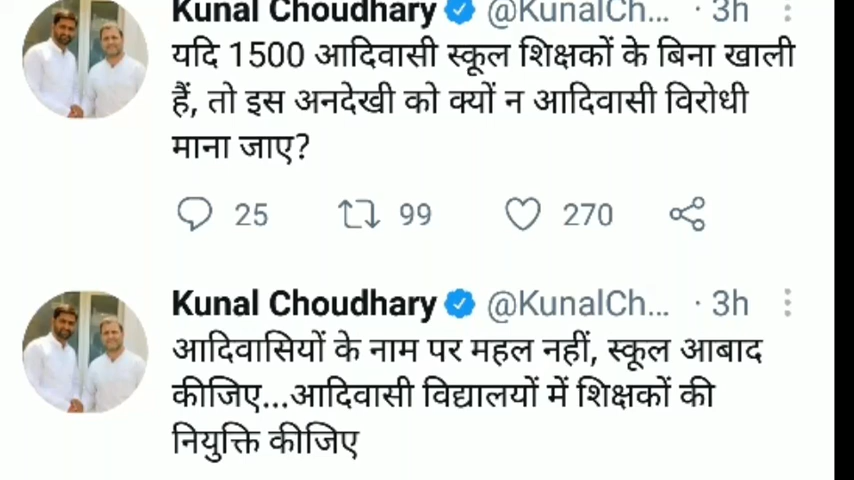 Kunal Choudhary @KunalCh... · 3h
यदि 1500 आदिवासी स्कूल शिक्षकों के बिना खाली
हैं, तो इस अनदेखी को क्यों न आदिवासी विरोधी
माना जाए?
25 99 270
Kunal Choudhary @KunalCh... · 3h
आदिवासियों के नाम पर महल नहीं, स्कूल आबाद
कीजिए...आदिवासी विद्यालयों में शिक्षकों की
नियुक्ति कीजिए